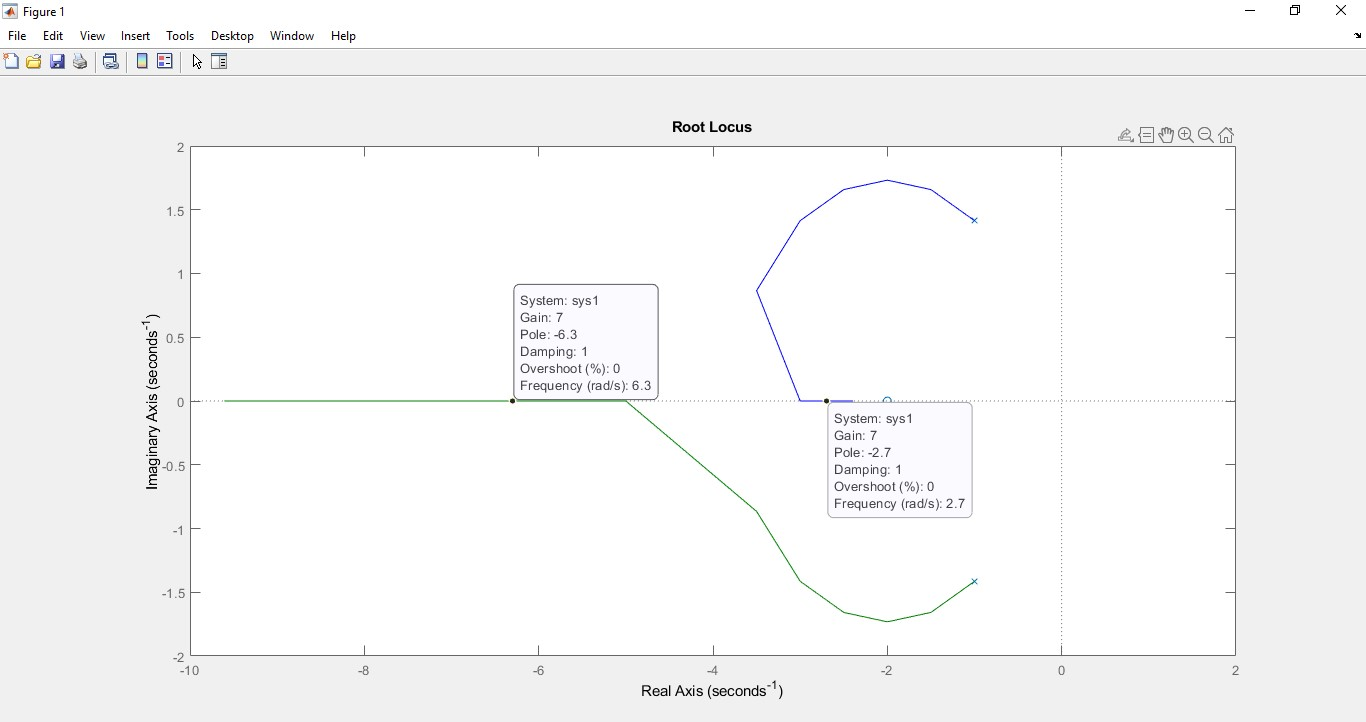 Figure 1
File Edit View Insert Tools Desktop Window Help
Root Locus
2
1.5
1
0.5
0
-0.5
-1
-1.5
-2
Imaginary Axis (seconds⁻¹)
System: sys1
Gain: 7
Pole: -6.3
Damping: 1
Overshoot (%): 0
Frequency (rad/s): 6.3
System: sys1
Gain: 7
Pole: -2.7
Damping: 1
Overshoot (%): 0
Frequency (rad/s): 2.7
-10 -8 -6 -4 -2 0 2
Real Axis (seconds⁻¹)